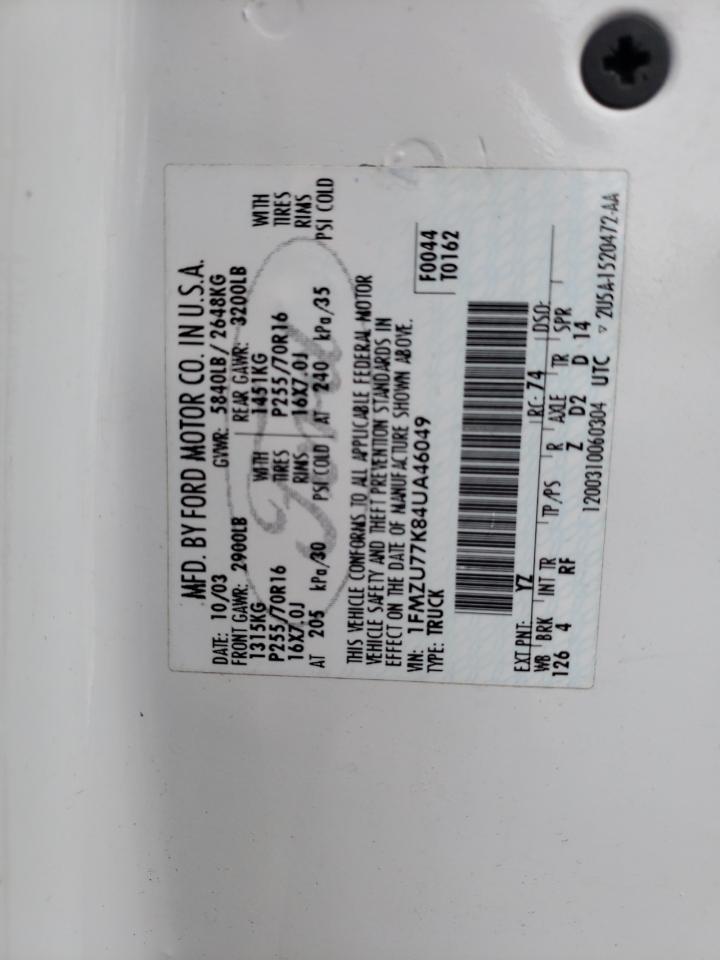 MFD. BY FORD MOTOR CO. IN U.S.A.
DATE: 10/03 GVWR: 5840LB / 2648KG
FRONT GAWR: 2900LB REAR GAWR: 3200LB
1315KG WITH 1451KG WITH
P255/70R16 TIRES P255/70R16 TIRES
16X7.0J RIMS 16X7.0J RIMS
AT 205 kPa/30 PSI COLD AT 240 kPa/35 PSI COLD
THIS VEHICLE CONFORMS TO ALL APPLICABLE FEDERAL MOTOR
VEHICLE SAFETY AND THEFT PREVENTION STANDARDS IN
EFFECT ON THE DATE OF MANUFACTURE SHOWN ABOVE.
VIN: 1FMZU77K84UA46049 F0044
TYPE: TRUCK T0162
EXT PNT: YZ RC: 74 DSO:
WB BRK INT TR TP/PS R AXLE TR SPR
126 4 RF Z D2 D 14
1200310060304 UTC ▽ 2U5A-1520472-AA
Ford